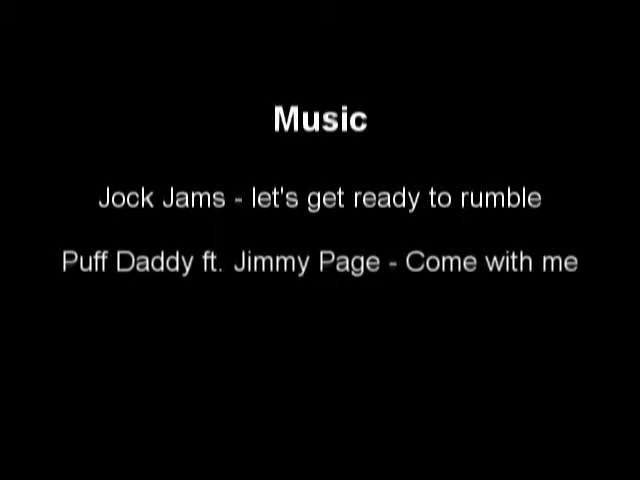 Music
Jock Jams - let's get ready to rumble
Puff Daddy ft. Jimmy Page - Come with me